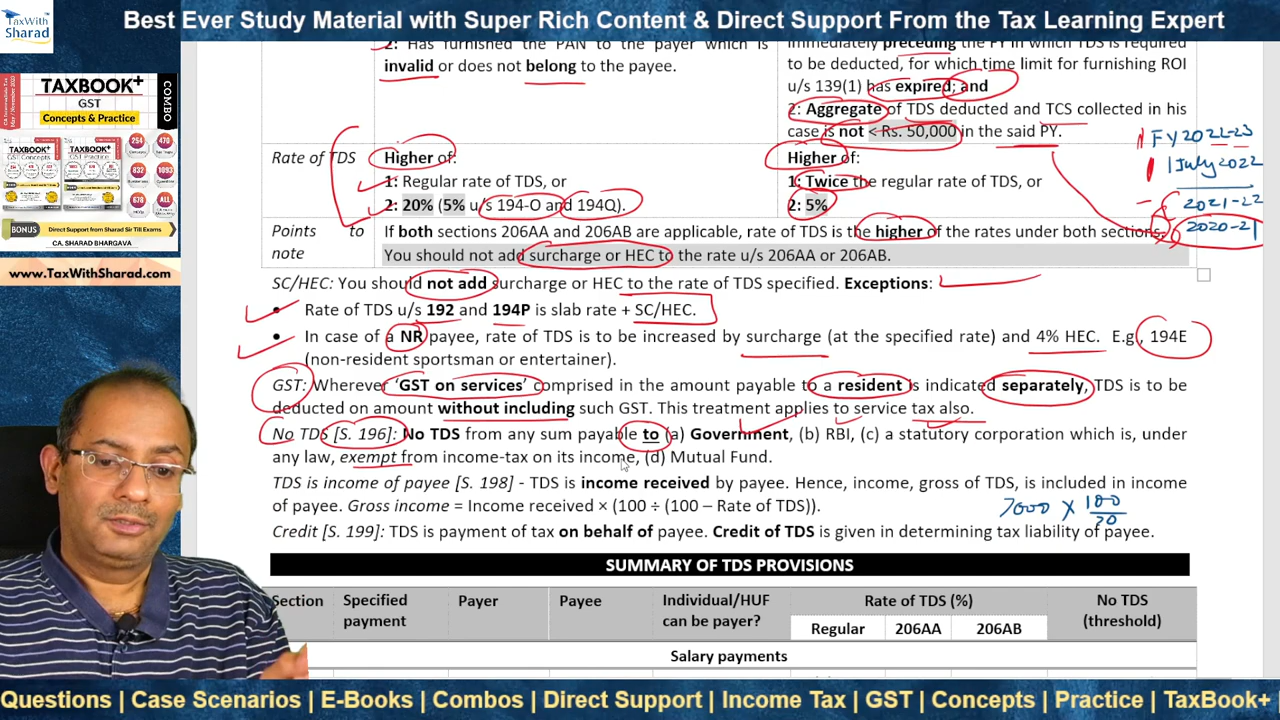 Best Ever Study Material with Super Rich Content & Direct Support From the Tax Learning Expert
TaxWith
Sharad
TAXBOOK+
GST
Concepts & Practice
COMBO
BONUS
Direct Support from Sharad Sir Till Exams
CA. SHARAD BHARGAVA
www.TaxWithSharad.com
2: Has furnished the PAN to the payer which is
invalid or does not belong to the payee.
immediately preceding the FY in which TDS is required
to be deducted, for which time limit for furnishing ROI
u/s 139(1) has expired; and
2: Aggregate of TDS deducted and TCS collected in his
case is not < Rs. 50,000 in the said PY.
FY 2022-23
1 July 2022
2021-22
2020-21
Rate of TDS
Higher of:
1: Regular rate of TDS, or
2: 20% (5% u/s 194-O and 194Q).
Higher of:
1: Twice the regular rate of TDS, or
2: 5%
Points to
note
If both sections 206AA and 206AB are applicable, rate of TDS is the higher of the rates under both sections.
You should not add surcharge or HEC to the rate u/s 206AA or 206AB.
SC/HEC: You should not add surcharge or HEC to the rate of TDS specified. Exceptions:
• Rate of TDS u/s 192 and 194P is slab rate + SC/HEC.
• In case of a NR payee, rate of TDS is to be increased by surcharge (at the specified rate) and 4% HEC. E.g., 194E
(non-resident sportsman or entertainer).
GST: Wherever ‘GST on services’ comprised in the amount payable to a resident is indicated separately, TDS is to be
deducted on amount without including such GST. This treatment applies to service tax also.
No TDS [S. 196]: No TDS from any sum payable to (a) Government, (b) RBI, (c) a statutory corporation which is, under
any law, exempt from income-tax on its income, (d) Mutual Fund.
TDS is income of payee [S. 198] - TDS is income received by payee. Hence, income, gross of TDS, is included in income
of payee. Gross income = Income received × (100 ÷ (100 – Rate of TDS)).
7000 × 100
Credit [S. 199]: TDS is payment of tax on behalf of payee. Credit of TDS is given in determining tax liability of payee.
SUMMARY OF TDS PROVISIONS
Section
Specified
payment
Payer
Payee
Individual/HUF
can be payer?
Rate of TDS (%)
Regular
206AA
206AB
No TDS
(threshold)
Salary payments
Questions | Case Scenarios | E-Books | Combos | Direct Support | Income Tax | GST | Concepts | Practice | TaxBook+